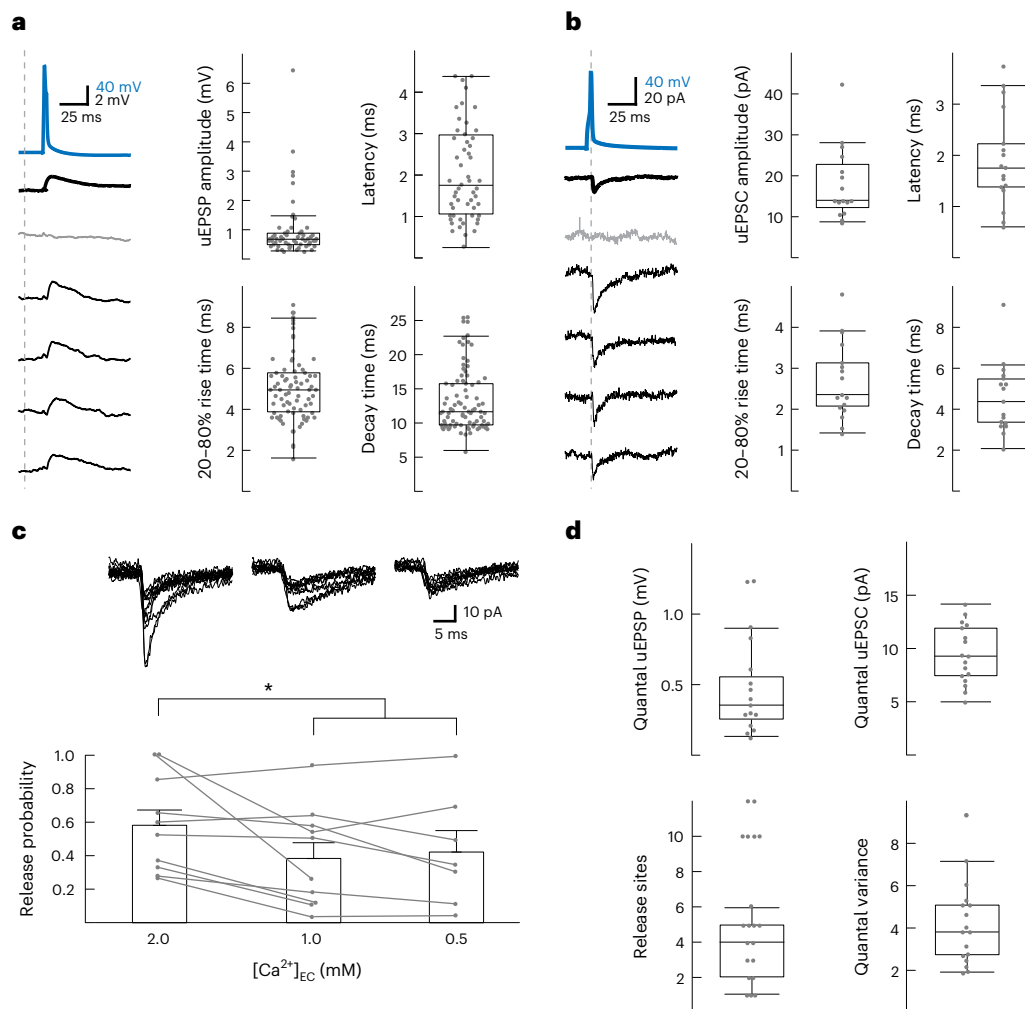 a
40 mV
2 mV
25 ms
uEPSP amplitude (mV)
6
5
4
3
2
1
Latency (ms)
4
3
2
1
20–80% rise time (ms)
8
6
4
2
Decay time (ms)
25
20
15
10
5
b
40 mV
20 pA
25 ms
uEPSC amplitude (pA)
40
30
20
10
Latency (ms)
3
2
1
20–80% rise time (ms)
5
4
3
2
1
Decay time (ms)
8
6
4
2
c
10 pA
5 ms
*
Release probability
1.0
0.8
0.6
0.4
0.2
2.0 1.0 0.5
[Ca2+]EC (mM)
d
Quantal uEPSP (mV)
1.0
0.5
Quantal uEPSC (pA)
15
10
5
Release sites
10
8
6
4
2
Quantal variance
8
6
4
2